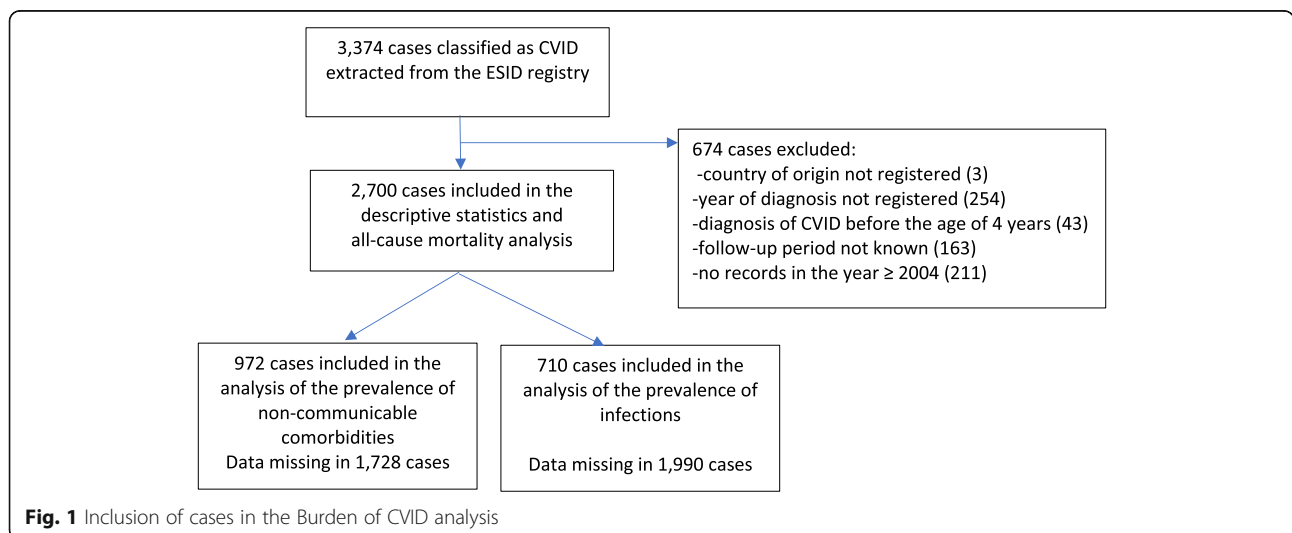 3,374 cases classified as CVID
extracted from the ESID registry
674 cases excluded:
-country of origin not registered (3)
-year of diagnosis not registered (254)
-diagnosis of CVID before the age of 4 years (43)
-follow-up period not known (163)
-no records in the year ≥ 2004 (211)
2,700 cases included in the
descriptive statistics and
all-cause mortality analysis
972 cases included in the
analysis of the prevalence of
non-communicable
comorbidities
Data missing in 1,728 cases
710 cases included in the
analysis of the prevalence of
infections
Data missing in 1,990 cases
Fig. 1 Inclusion of cases in the Burden of CVID analysis